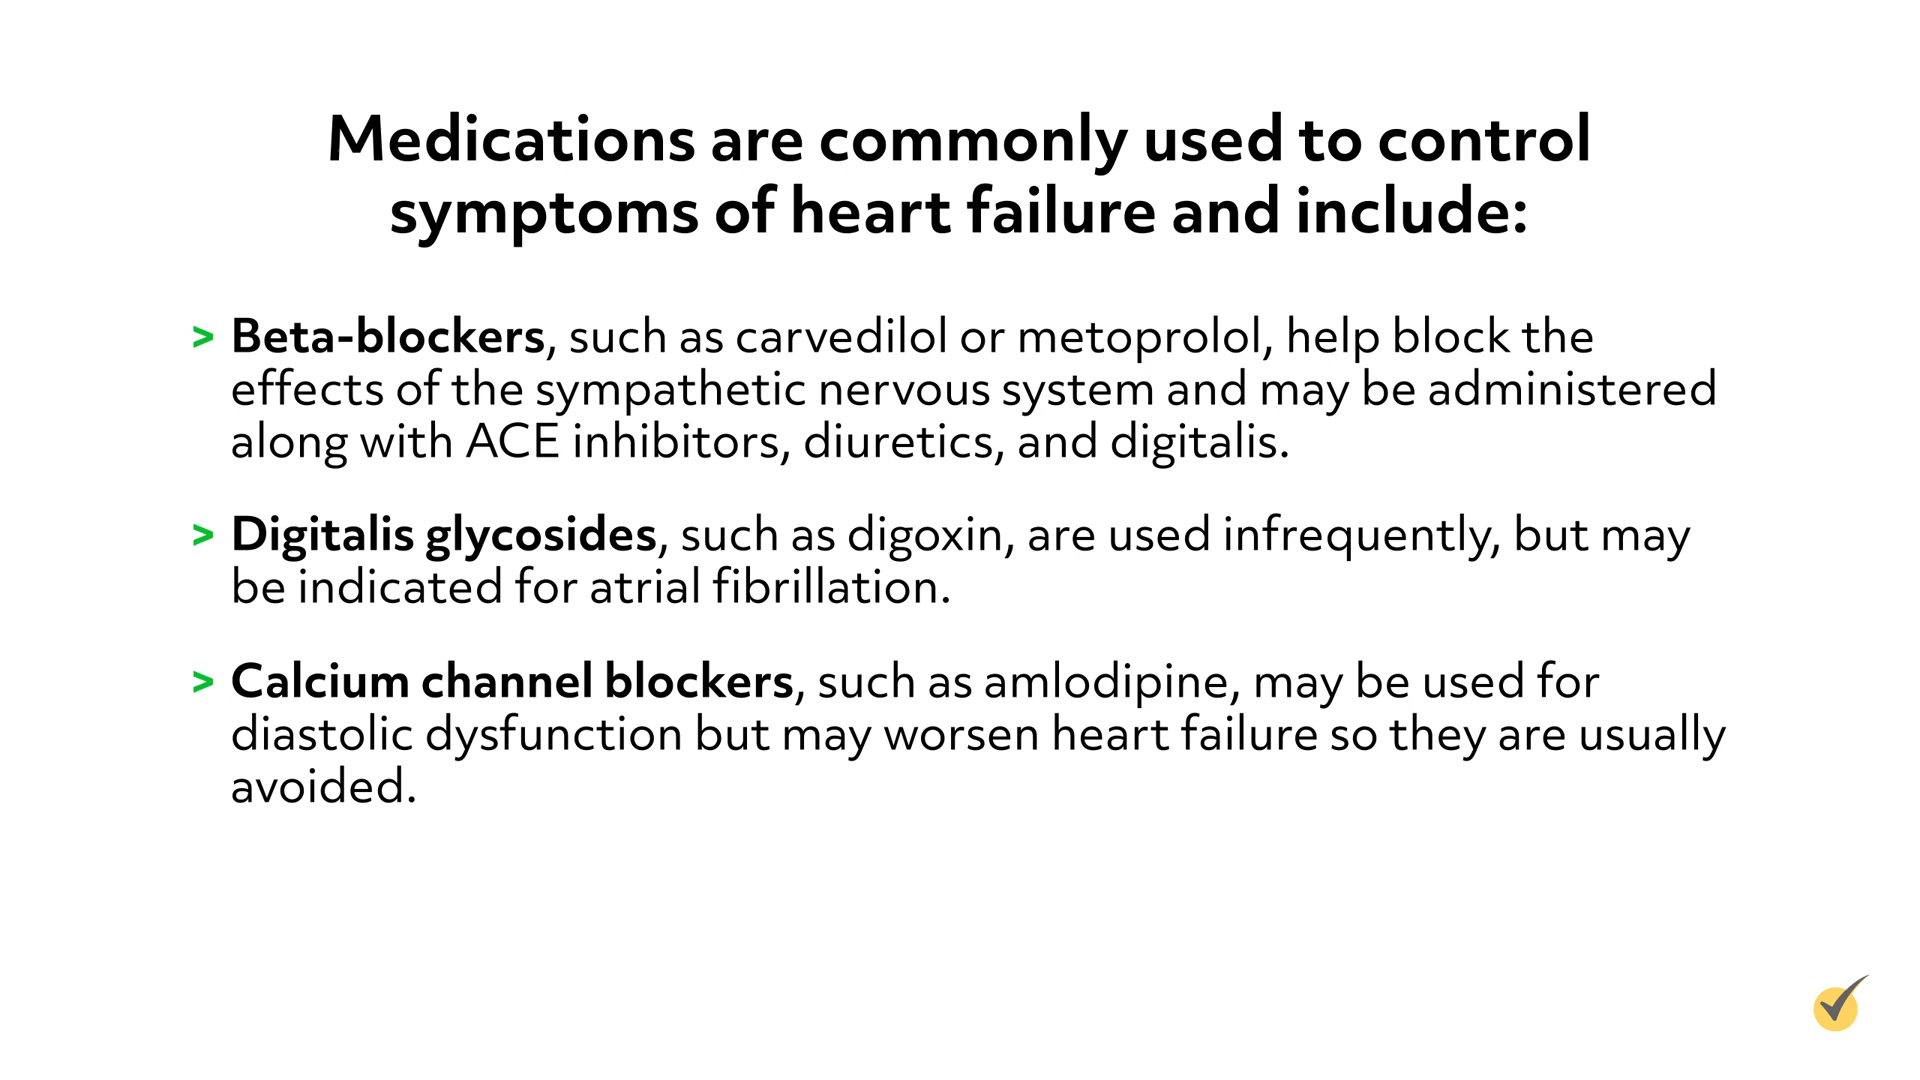 Medications are commonly used to control
symptoms of heart failure and include:
> Beta-blockers, such as carvedilol or metoprolol, help block the
effects of the sympathetic nervous system and may be administered
along with ACE inhibitors, diuretics, and digitalis.
> Digitalis glycosides, such as digoxin, are used infrequently, but may
be indicated for atrial fibrillation.
> Calcium channel blockers, such as amlodipine, may be used for
diastolic dysfunction but may worsen heart failure so they are usually
avoided.